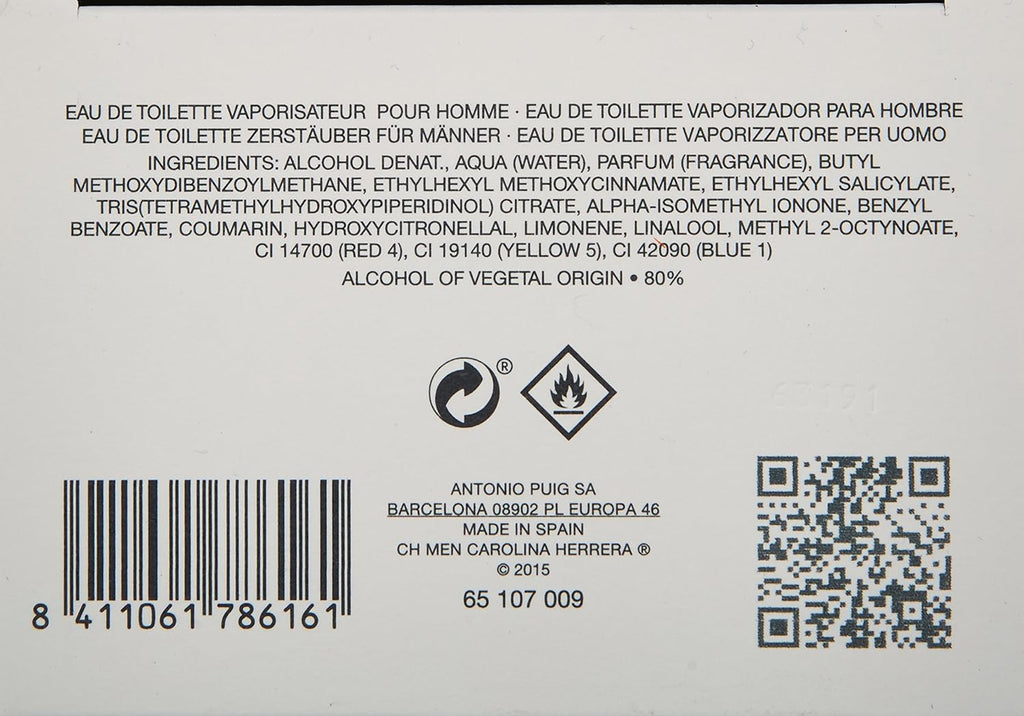 EAU DE TOILETTE VAPORISATEUR POUR HOMME · EAU DE TOILETTE VAPORIZADOR PARA HOMBRE
EAU DE TOILETTE ZERSTÄUBER FÜR MÄNNER · EAU DE TOILETTE VAPORIZZATORE PER UOMO
INGREDIENTS: ALCOHOL DENAT., AQUA (WATER), PARFUM (FRAGRANCE), BUTYL
METHOXYDIBENZOYLMETHANE, ETHYLHEXYL METHOXYCINNAMATE, ETHYLHEXYL SALICYLATE,
TRIS(TETRAMETHYLHYDROXYPIPERIDINOL) CITRATE, ALPHA-ISOMETHYL IONONE, BENZYL
BENZOATE, COUMARIN, HYDROXYCITRONELLAL, LIMONENE, LINALOOL, METHYL 2-OCTYNOATE,
CI 14700 (RED 4), CI 19140 (YELLOW 5), CI 42090 (BLUE 1)
ALCOHOL OF VEGETAL ORIGIN • 80%
®
ANTONIO PUIG SA
BARCELONA 08902 PL EUROPA 46
MADE IN SPAIN
CH MEN CAROLINA HERRERA ®
© 2015
65 107 009
8 411061 786161